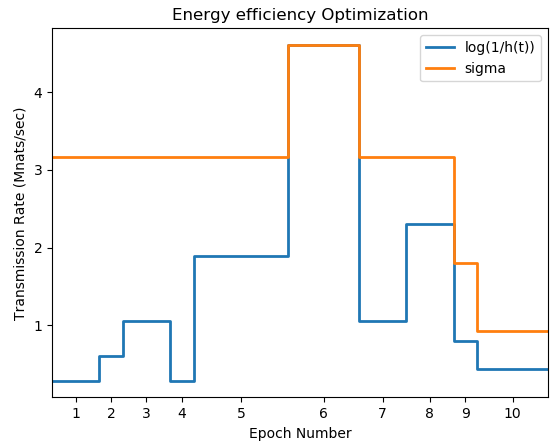 Energy efficiency Optimization
log(1/h(t))
sigma
Transmission Rate (Mnats/sec)
4
3
2
1
1 2 3 4 5 6 7 8 9 10
Epoch Number